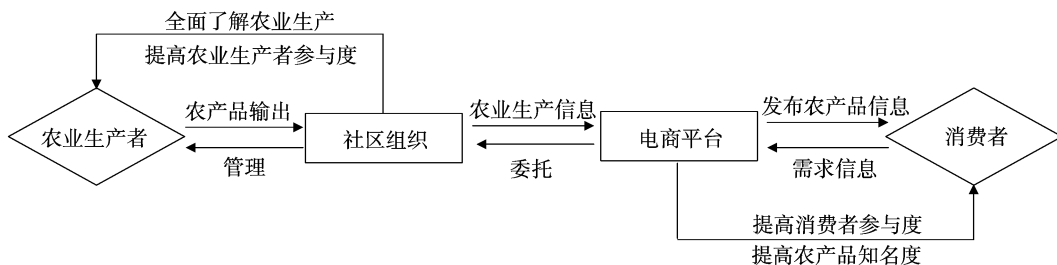 全面了解农业生产
提高农业生产者参与度
农业生产者
农产品输出
管理
社区组织
农业生产信息
委托
电商平台
发布农产品信息
需求信息
消费者
提高消费者参与度
提高农产品知名度